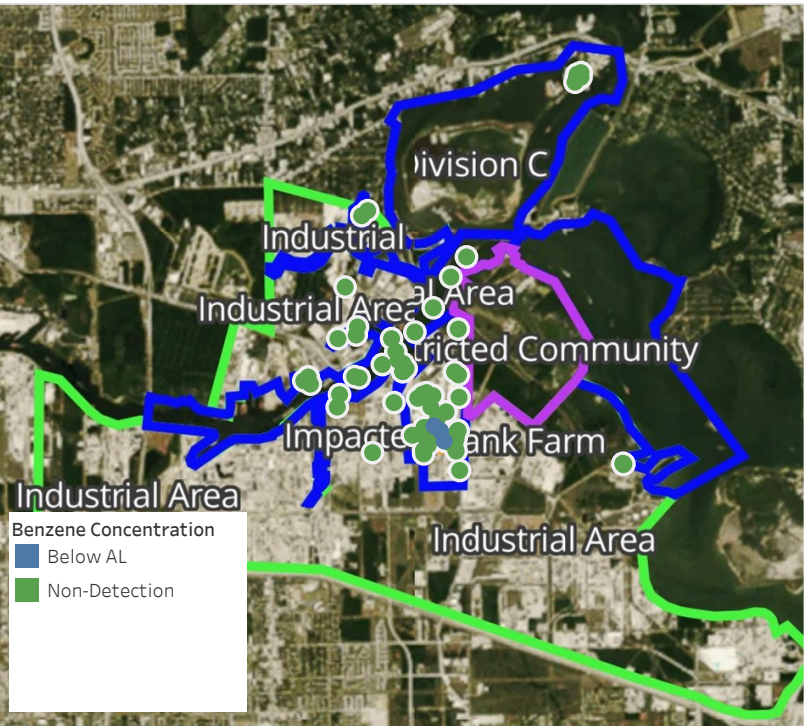 Division C
Industrial
al Area
Industrial Area
tricted Community
Impacte
ank Farm
Industrial Area
Industrial Area
Benzene Concentration
Below AL
Non-Detection